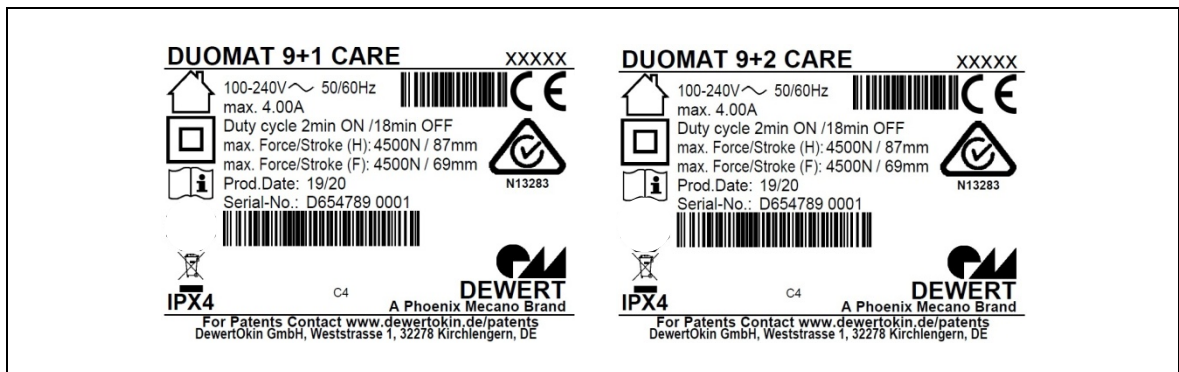 DUOMAT 9+1 CARE XXXXX
100-240V～ 50/60Hz
max. 4.00A
CE
Duty cycle 2min ON /18min OFF
max. Force/Stroke (H): 4500N / 87mm
max. Force/Stroke (F): 4500N / 69mm
N13283
Prod.Date: 19/20
Serial-No.: D654789 0001
IPX4
C4
DEWERT
A Phoenix Mecano Brand
For Patents Contact www.dewertokin.de/patents
DewertOkin GmbH, Weststrasse 1, 32278 Kirchlengern, DE
DUOMAT 9+2 CARE XXXXX
100-240V～ 50/60Hz
max. 4.00A
CE
Duty cycle 2min ON /18min OFF
max. Force/Stroke (H): 4500N / 87mm
max. Force/Stroke (F): 4500N / 69mm
N13283
Prod.Date: 19/20
Serial-No.: D654789 0001
IPX4
C4
DEWERT
A Phoenix Mecano Brand
For Patents Contact www.dewertokin.de/patents
DewertOkin GmbH, Weststrasse 1, 32278 Kirchlengern, DE